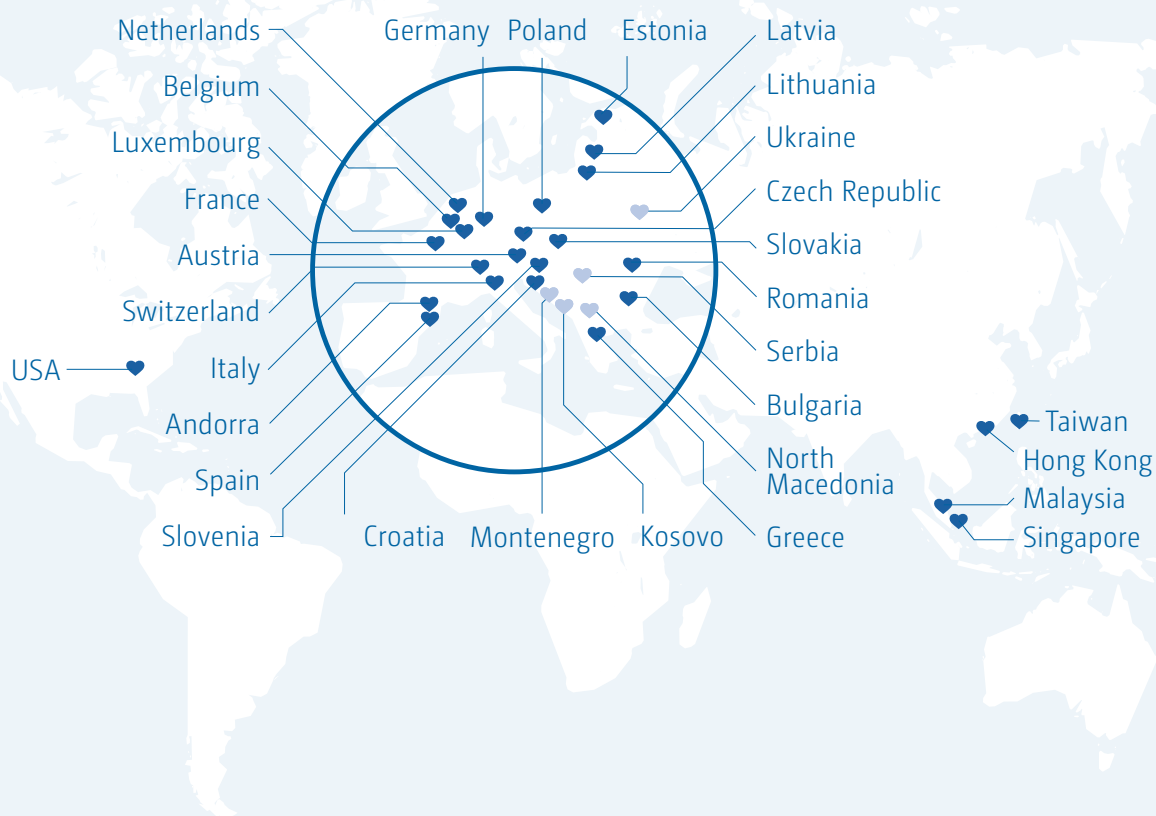 Netherlands
Germany
Poland
Estonia
Latvia
Belgium
Lithuania
Luxembourg
Ukraine
France
Czech Republic
Austria
Slovakia
Switzerland
Romania
USA
Italy
Serbia
Andorra
Bulgaria
Taiwan
Spain
North
Macedonia
Hong Kong
Malaysia
Slovenia
Croatia
Montenegro
Kosovo
Greece
Singapore